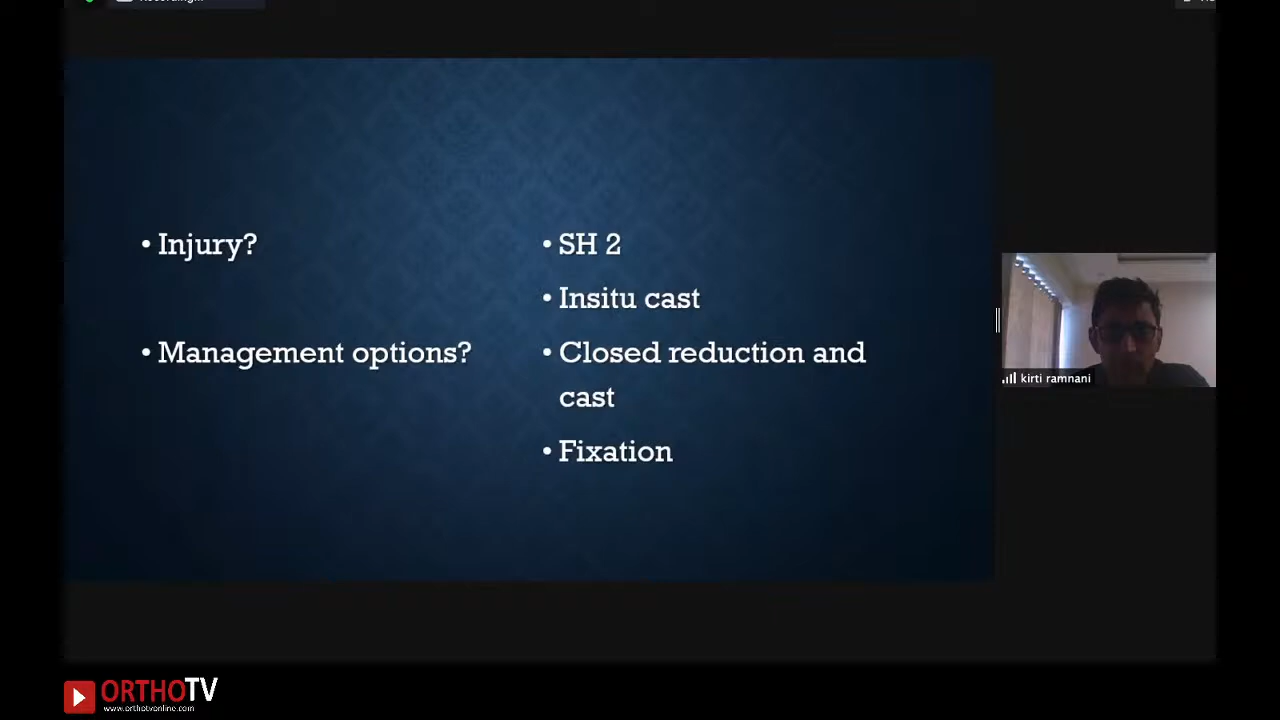 • Injury?
• Management options?
• SH 2
• Insitu cast
• Closed reduction and
cast
• Fixation
kirti ramnani
ORTHOTV
www.orthotvonline.com